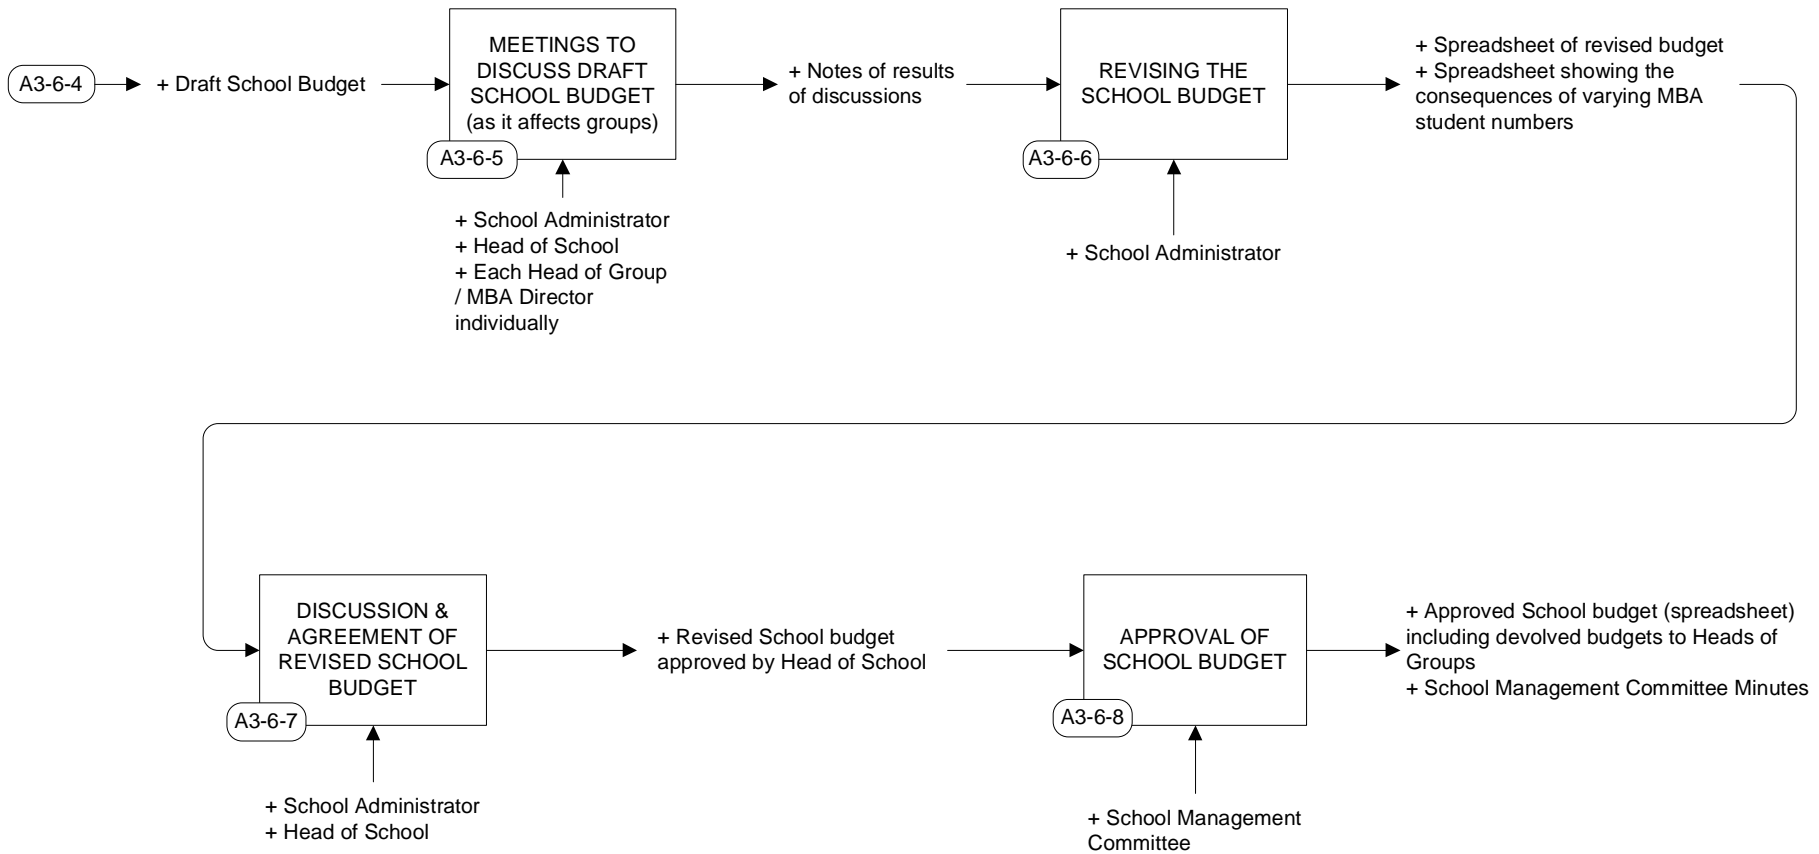 A3-6-4
+ Draft School Budget
MEETINGS TO
DISCUSS DRAFT
SCHOOL BUDGET
(as it affects groups)
A3-6-5
+ School Administrator
+ Head of School
+ Each Head of Group
/ MBA Director
individually
+ Notes of results
of discussions
REVISING THE
SCHOOL BUDGET
A3-6-6
+ School Administrator
+ Spreadsheet of revised budget
+ Spreadsheet showing the
consequences of varying MBA
student numbers
DISCUSSION &
AGREEMENT OF
REVISED SCHOOL
BUDGET
A3-6-7
+ School Administrator
+ Head of School
+ Revised School budget
approved by Head of School
APPROVAL OF
SCHOOL BUDGET
A3-6-8
+ School Management
Committee
+ Approved School budget (spreadsheet)
including devolved budgets to Heads of
Groups
+ School Management Committee Minutes